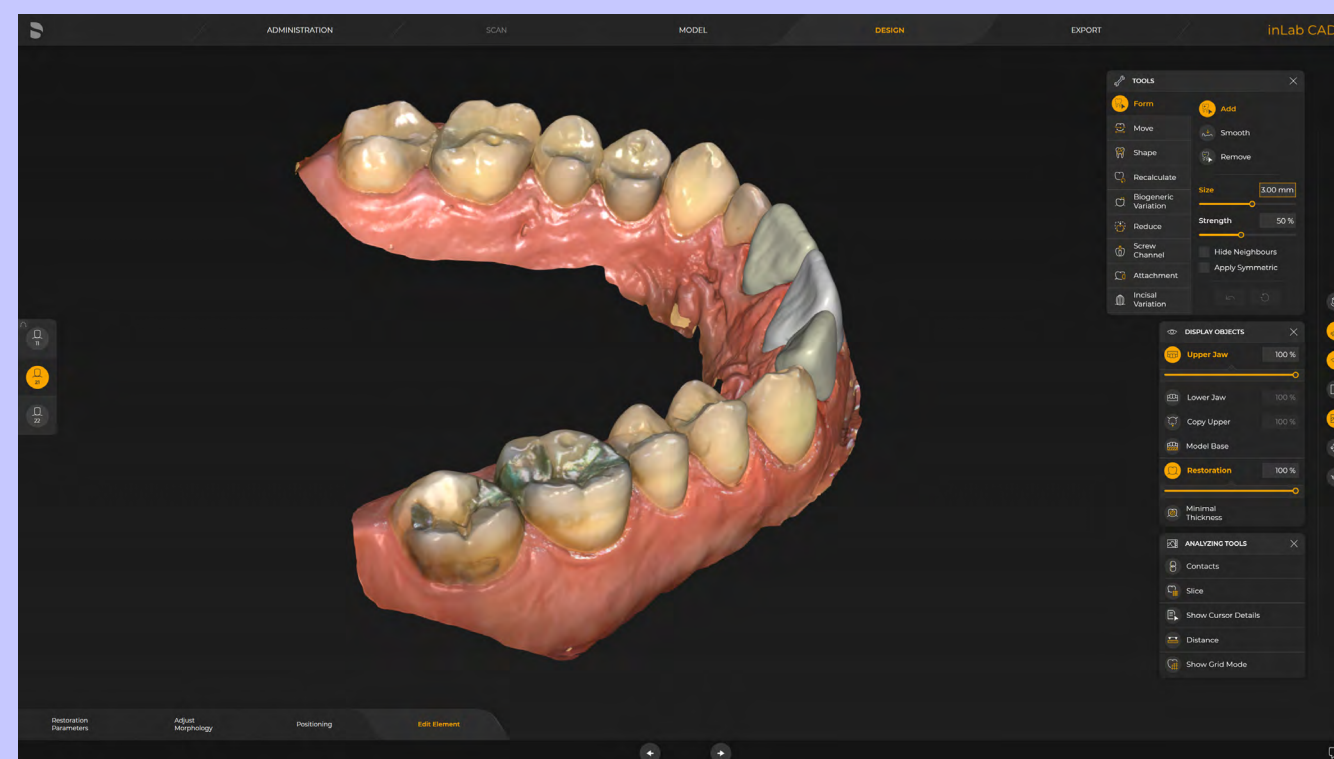 ADMINISTRATION
SCAN
MODEL
DESIGN
EXPORT
inLab CAD
TOOLS
Form
Move
Shape
Recalculate
Biogeneric
Variation
Reduce
Screw
Channel
Attachment
Incisal
Variation
Add
Smooth
Remove
Size 3.00 mm
Strength 50 %
Hide Neighbours
Apply Symmetric
11
21
22
DISPLAY OBJECTS
Upper Jaw 100 %
Lower Jaw 100 %
Copy Upper 100 %
Model Base
Restoration 100 %
Minimal
Thickness
ANALYZING TOOLS
Contacts
Slice
Show Cursor Details
Distance
Show Grid Mode
Restoration
Parameters
Adjust
Morphology
Positioning
Edit Element